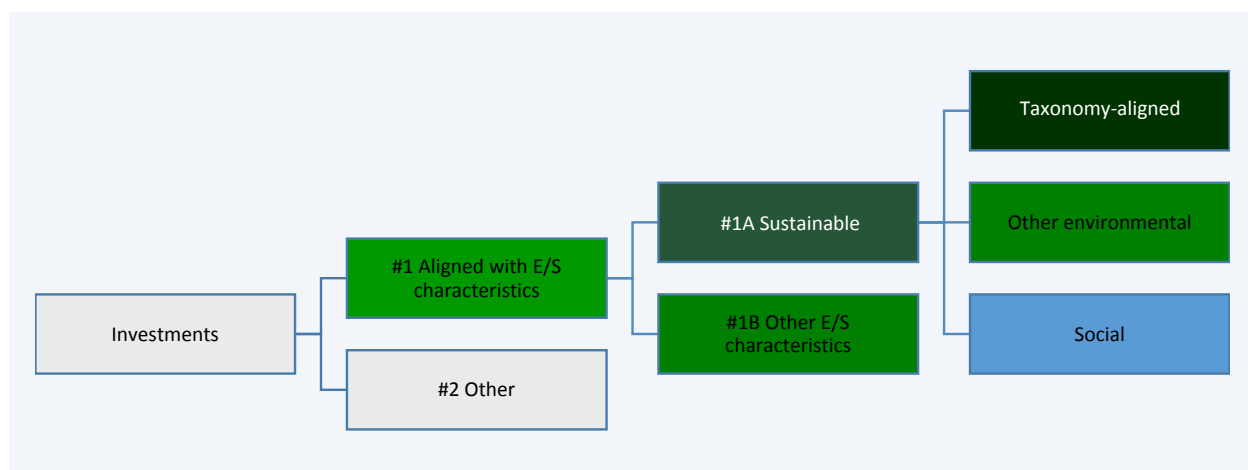 Investments
#1 Aligned with E/S
characteristics
#2 Other
#1A Sustainable
#1B Other E/S
characteristics
Taxonomy-aligned
Other environmental
Social